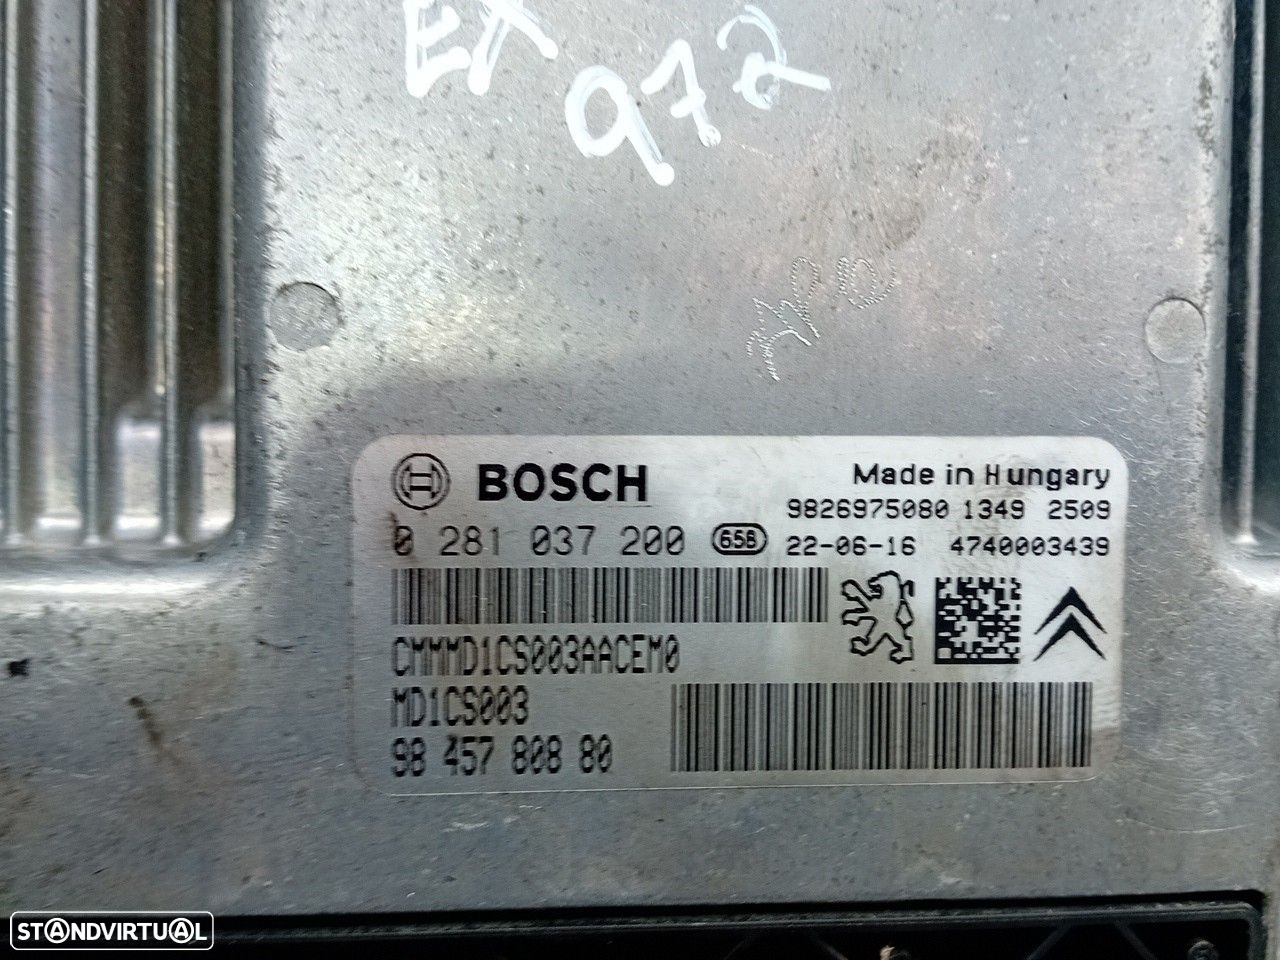 EX
972
BOSCH
Made in Hungary
9826975080 1349 2509
0 281 037 200 658 22-06-16 4740003439
CMMMD1CS003AACEM0
MD1CS003
98 457 808 80
STANDVIRTUAL